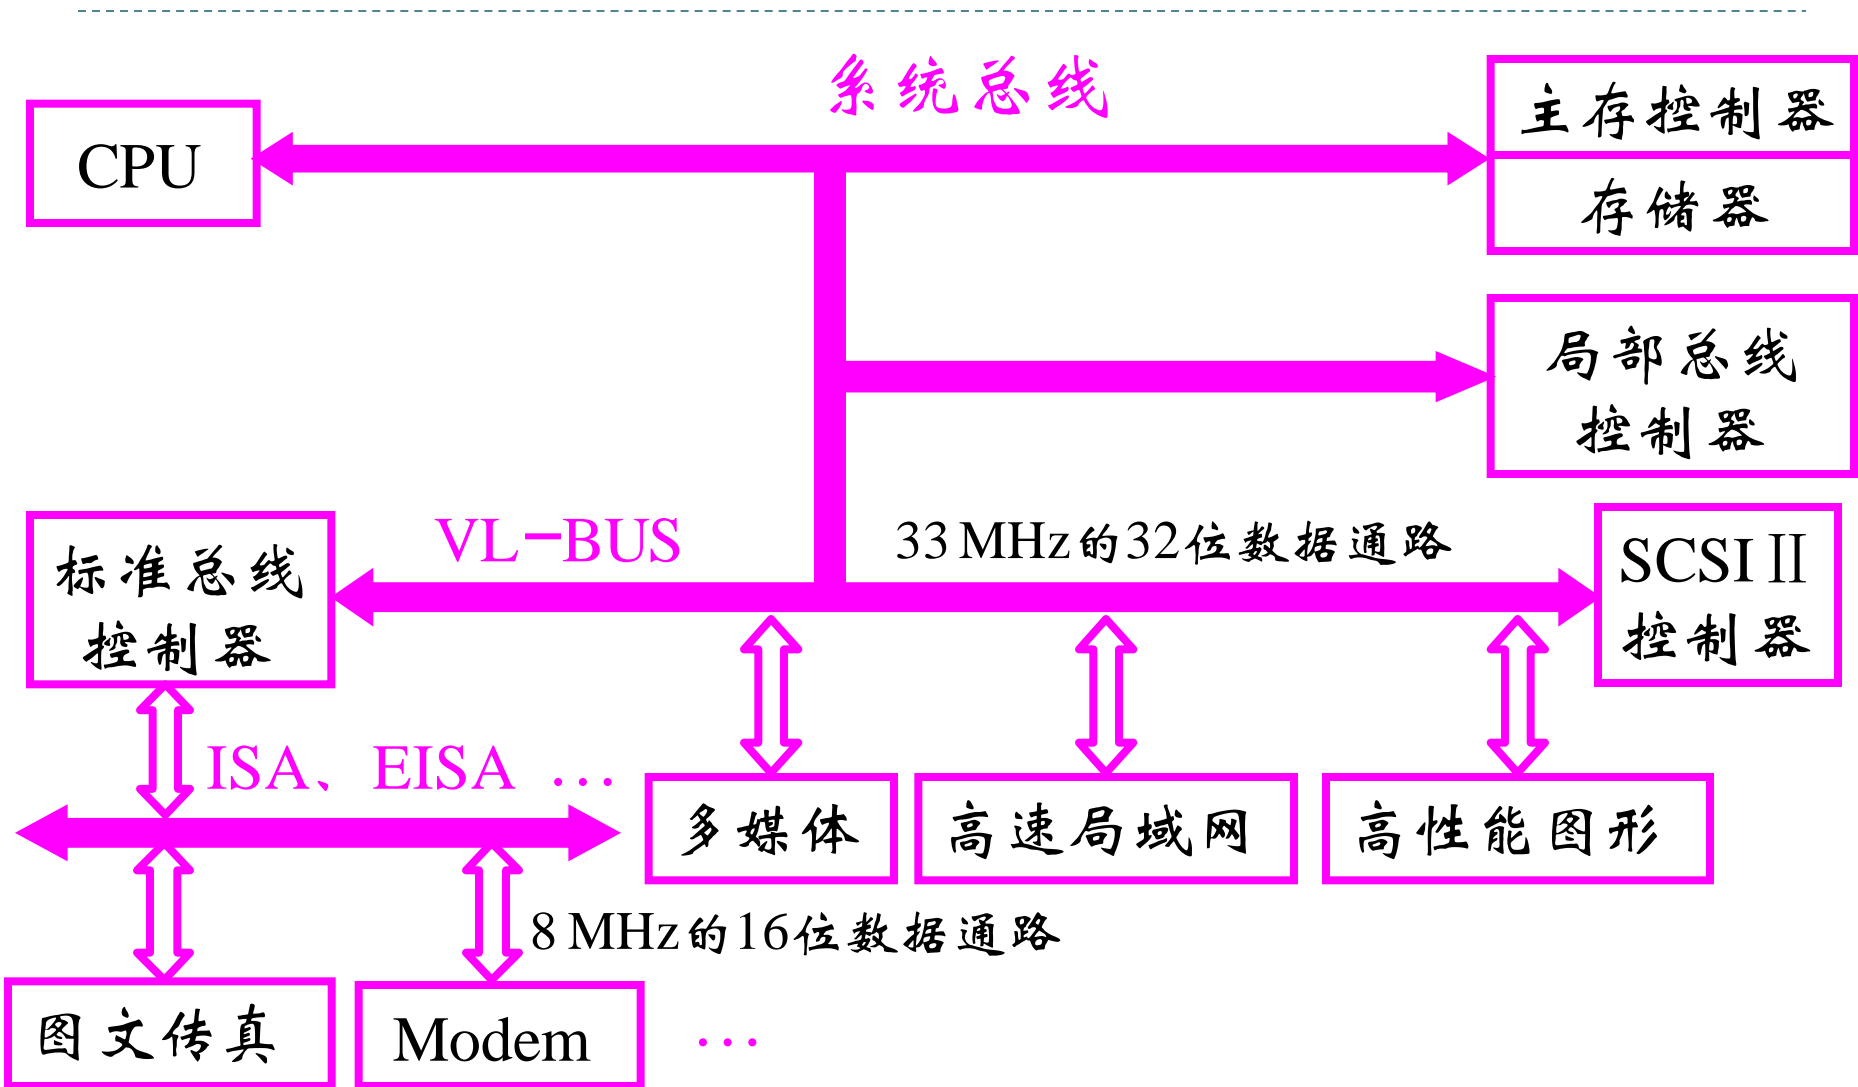 系统总线
CPU
主存控制器
存储器
局部总线
控制器
标准总线
控制器
VL-BUS
33 MHz的32位数据通路
SCSI Ⅱ
控制器
ISA、EISA …
多媒体
高速局域网
高性能图形
8 MHz的16位数据通路
图文传真
Modem
…